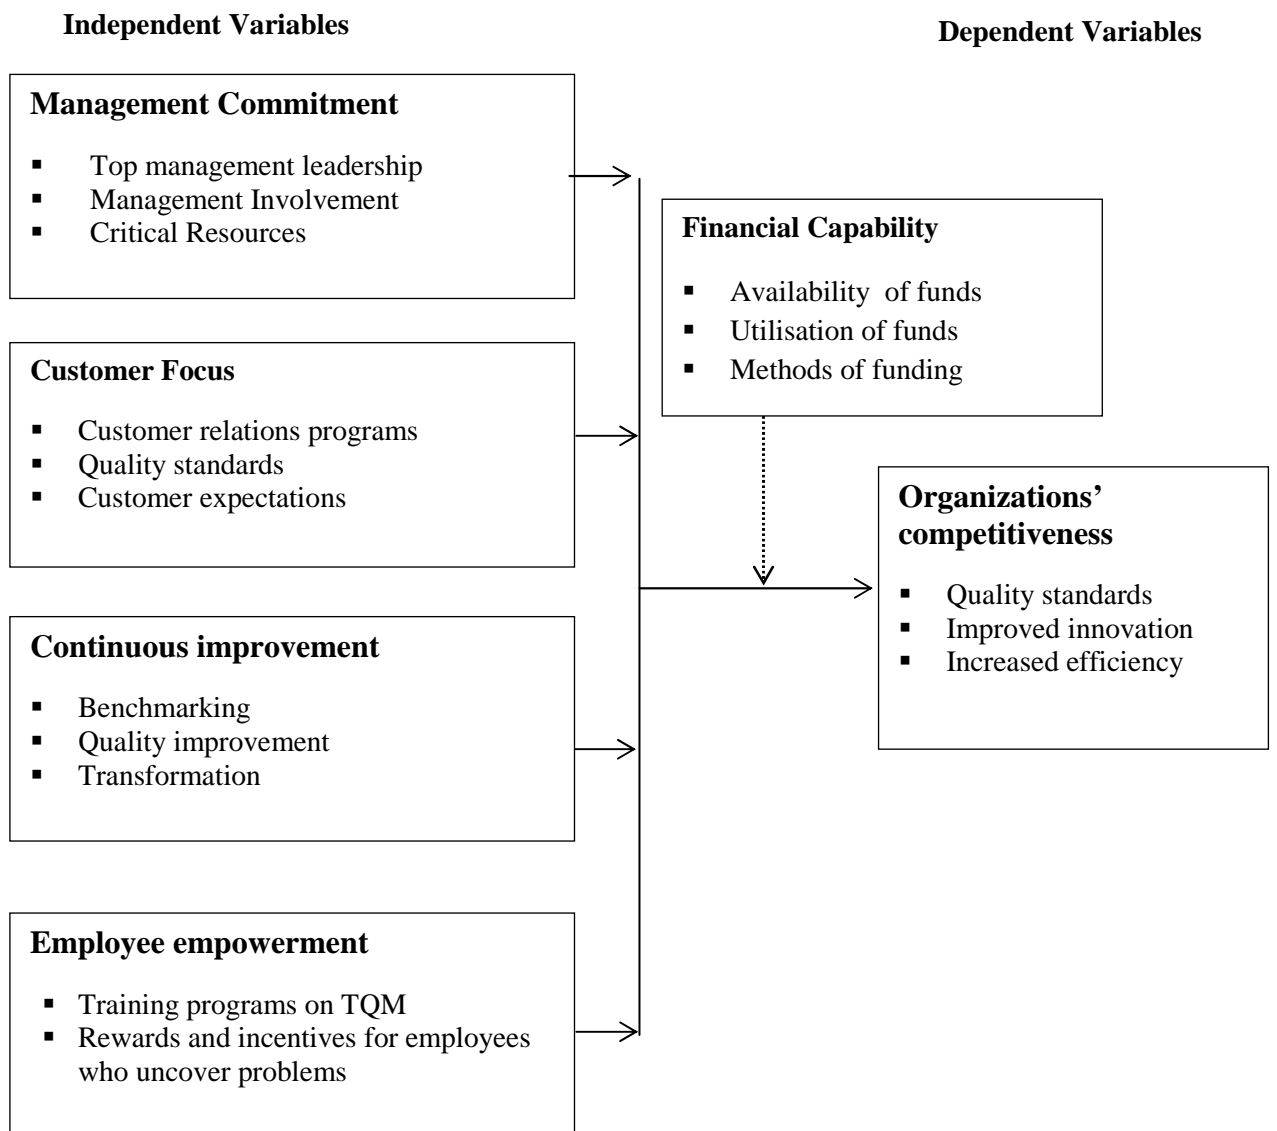 Independent Variables
Dependent Variables
Management Commitment
▪ Top management leadership
▪ Management Involvement
▪ Critical Resources
Financial Capability
▪ Availability  of funds
▪ Utilisation of funds
▪ Methods of funding
Customer Focus
▪ Customer relations programs
▪ Quality standards
▪ Customer expectations
Organizations’
competitiveness
▪ Quality standards
▪ Improved innovation
▪ Increased efficiency
Continuous improvement
▪ Benchmarking
▪ Quality improvement
▪ Transformation
Employee empowerment
▪ Training programs on TQM
▪ Rewards and incentives for employees
who uncover problems